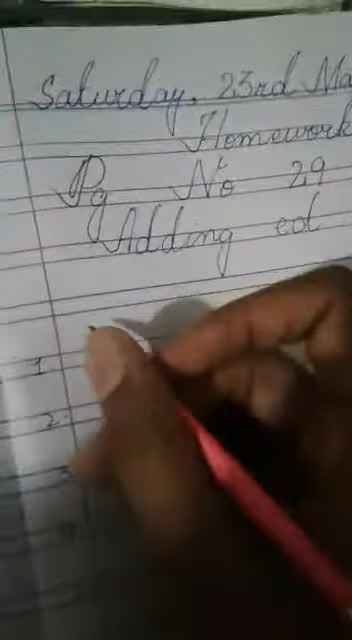 Saturday. 23rd Ma
Homework
Pg No 29
Adding ed
1
2.